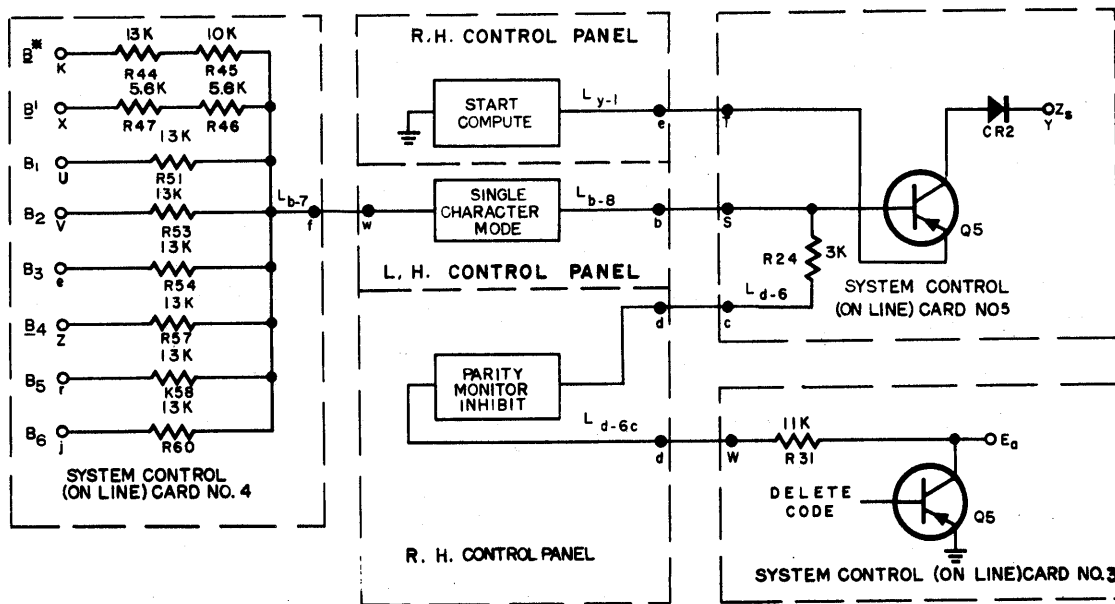 B※
K
13K
R44
10K
R45
B'
X
5.6K
R47
5.6K
R46
B1
U
13K
R51
B2
V
13K
R53
B3
e
13K
R54
B4
Z
13K
R57
B5
r
13K
K58
B6
j
13K
R60
SYSTEM CONTROL
(ON LINE) CARD NO. 4
Lb-7
f
R.H. CONTROL PANEL
START
COMPUTE
Ly-1
e
w
SINGLE
CHARACTER
MODE
Lb-8
b
L.H. CONTROL PANEL
d
PARITY
MONITOR
INHIBIT
Ld-6c
d
R. H. CONTROL PANEL
S
R24
3K
Ld-6
c
CR2
Zs
Y
Q5
SYSTEM CONTROL
(ON LINE) CARD NO5
W
11K
R31
Ea
DELETE
CODE
Q5
SYSTEM CONTROL (ON LINE)CARD NO.3